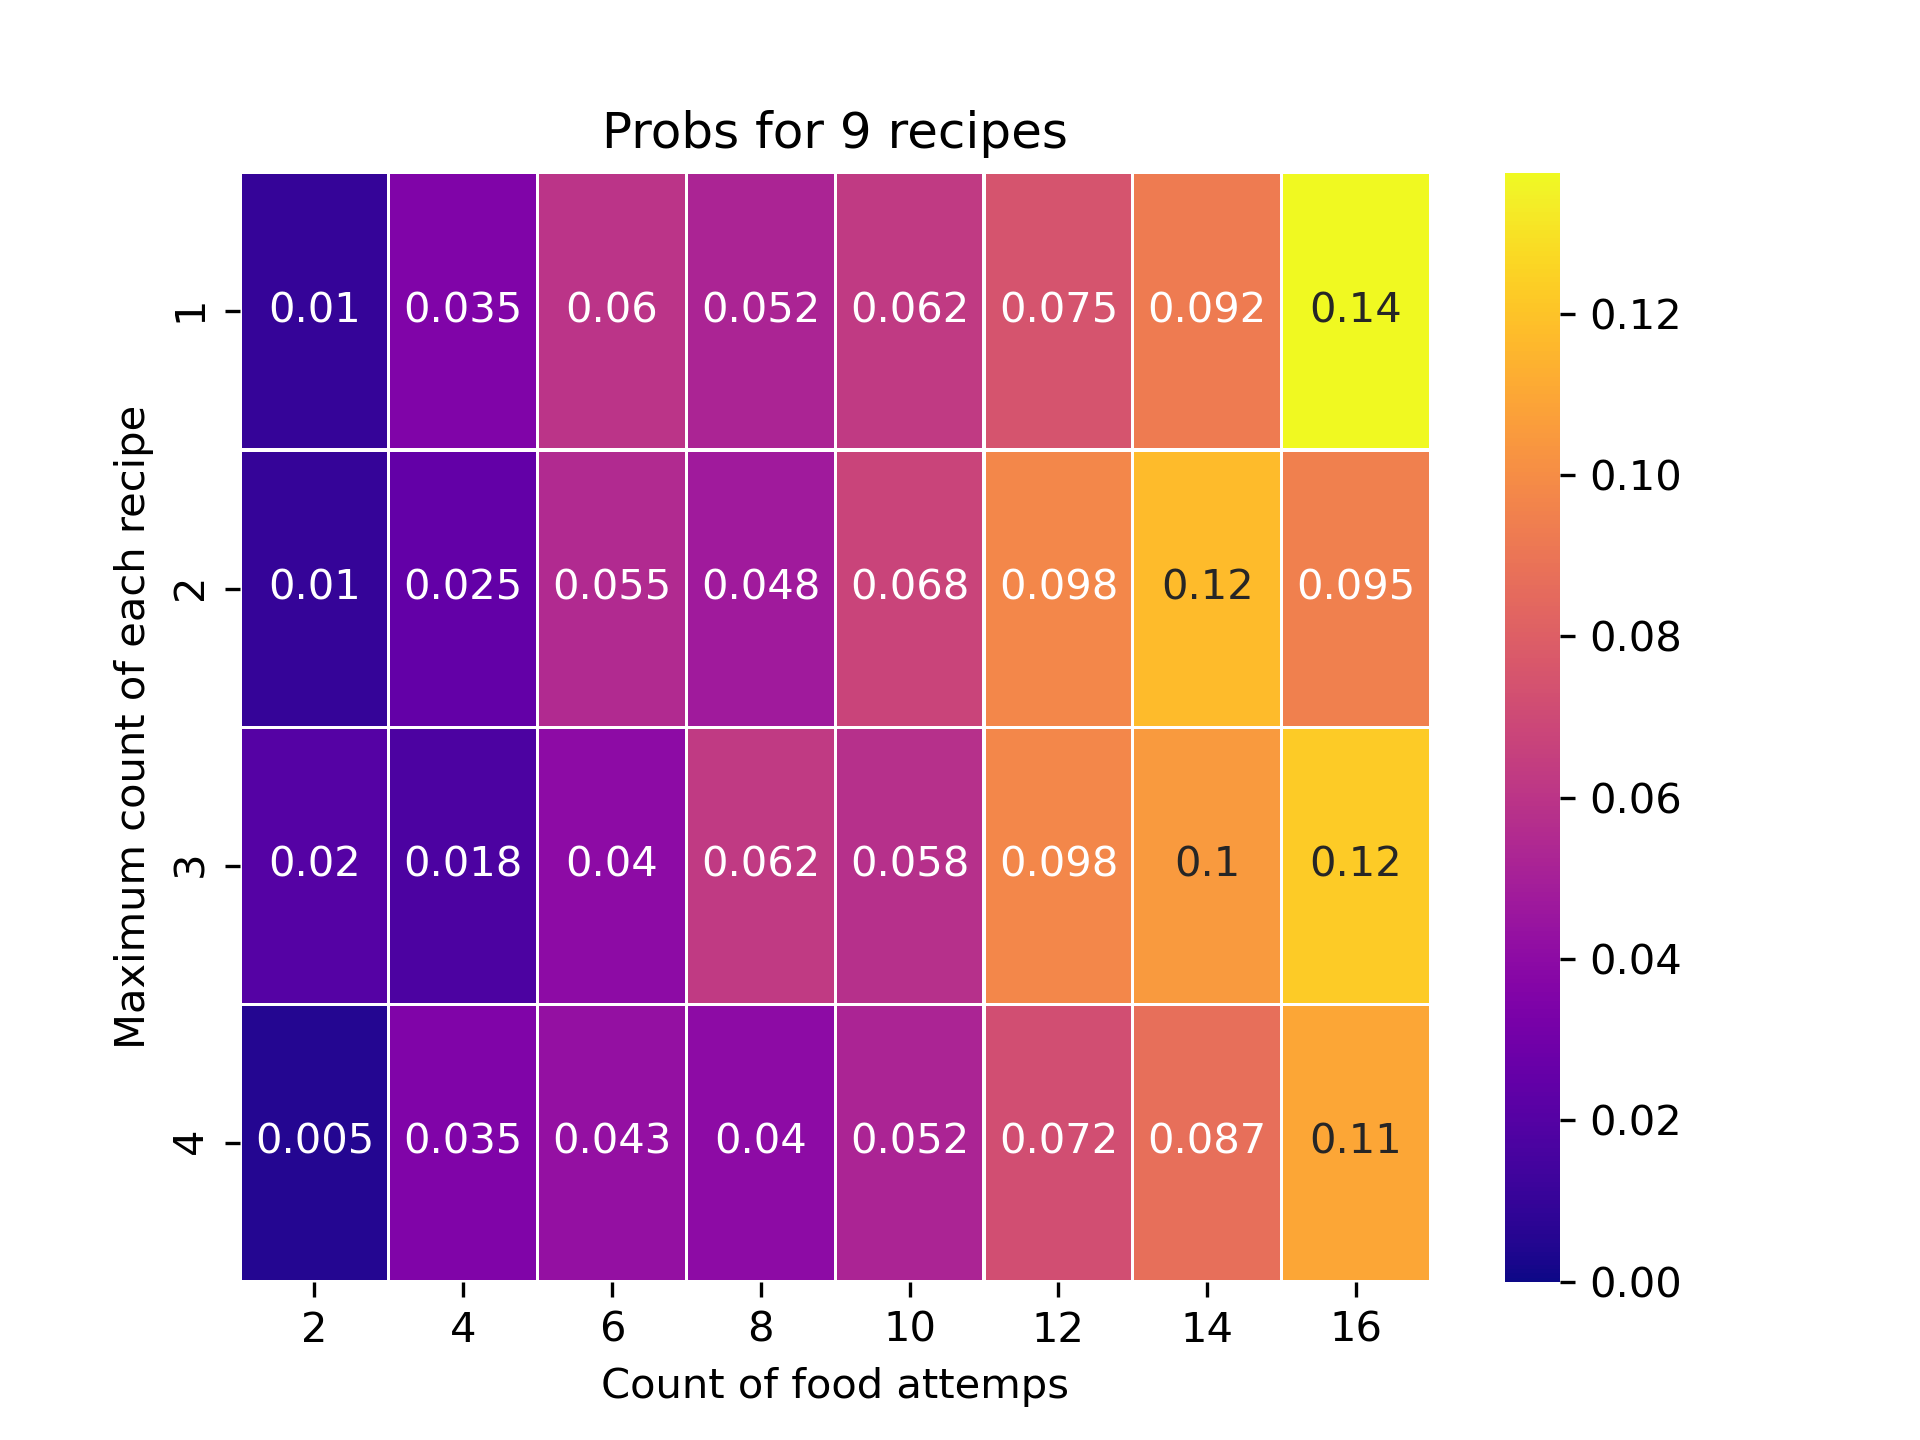 Probs for 9 recipes
1 0.01 0.035 0.06 0.052 0.062 0.075 0.092 0.14
2 0.01 0.025 0.055 0.048 0.068 0.098 0.12 0.095
3 0.02 0.018 0.04 0.062 0.058 0.098 0.1 0.12
4 0.005 0.035 0.043 0.04 0.052 0.072 0.087 0.11
2 4 6 8 10 12 14 16
Count of food attemps
Maximum count of each recipe
0.12
0.10
0.08
0.06
0.04
0.02
0.00